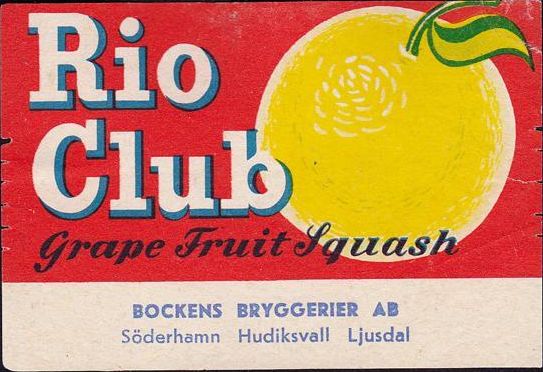 Rio
Club
Grape Fruit Squash
BOCKENS BRYGGERIER AB
Söderhamn Hudiksvall Ljusdal